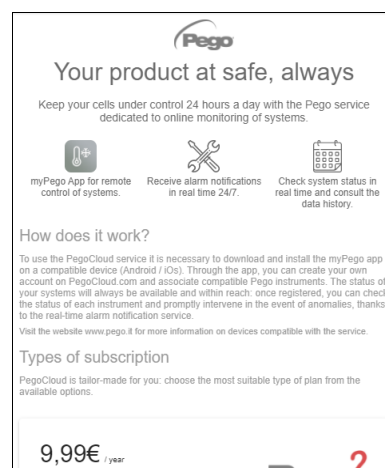 Pego
Your product at safe, always
Keep your cells under control 24 hours a day with the Pego service
dedicated to online monitoring of
systems.
myPego App for remote
control of systems.
Receive alarm notifications
in real time 24/7.
Check system status in
real time and consult the
data history.
How does it work?
To use the PegoCloud service it is necessary to download and install the myPego app
on a compatible device (Android / iOs). Through the app, you can create your own
account on PegoCloud.com and associate compatible Pego instruments. The status of
your systems will always be available and within reach: once registered, you can check
the status of each instrument and promptly intervene in the event of anomalies, thanks
to the real-time alarm notification service.
Visit the website www.pego.it for more information on devices compatible with the service.
Types of subscription
PegoCloud is tailor-made for you: choose the most suitable type of plan from the
available options.
9,99€ / year